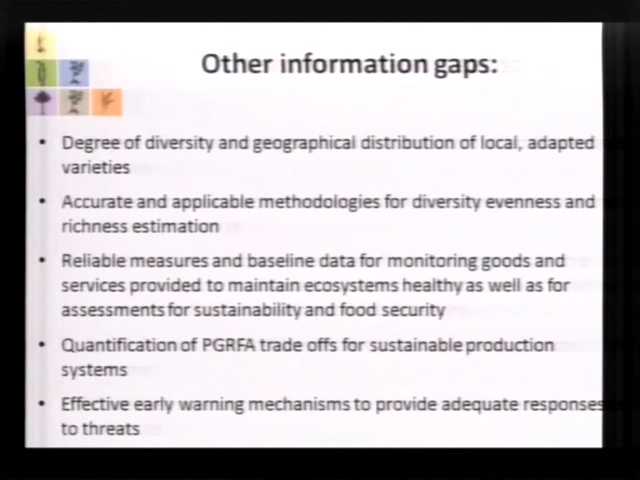 Other information gaps:
• Degree of diversity and geographical distribution of local, adapted
varieties
• Accurate and applicable methodologies for diversity evenness and
richness estimation
• Reliable measures and baseline data for monitoring goods and
services provided to maintain ecosystems healthy as well as for
assessments for sustainability and food security
• Quantification of PGRFA trade offs for sustainable production
systems
• Effective early warning mechanisms to provide adequate responses
to threats